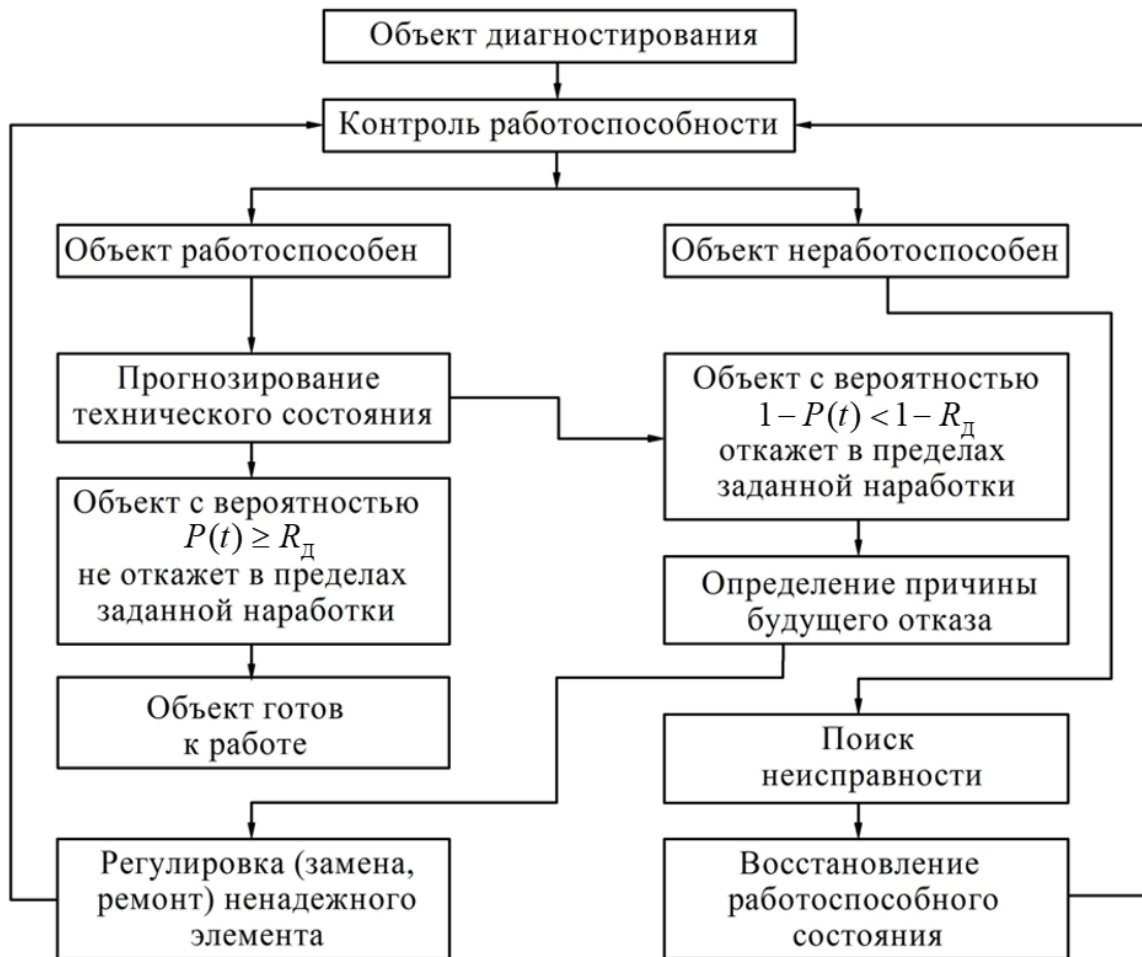 Объект диагностирования
Контроль работоспособности
Объект работоспособен
Объект неработоспособен
Прогнозирование
технического состояния
Объект с вероятностью
1 − P(t) < 1 − Rд
откажет в пределах
заданной наработки
Объект с вероятностью
P(t) ≥ Rд
не откажет в пределах
заданной наработки
Определение причины
будущего отказа
Объект готов
к работе
Поиск
неисправности
Регулировка (замена,
ремонт) ненадежного
элемента
Восстановление
работоспособного
состояния